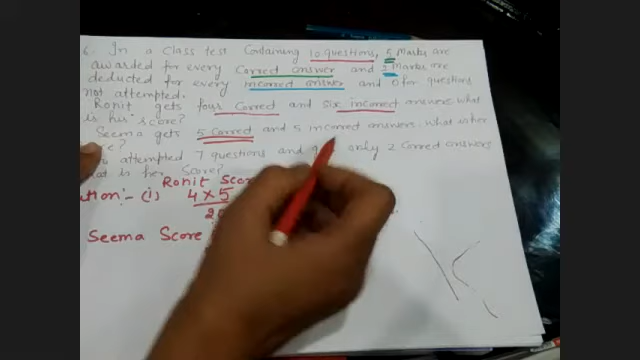 6. In a class test containing 10 questions, 5 Marks are
awarded for every Correct answer and 2 Marks are
deducted for every incorrect answer and 0 for questions
not attempted.
Ronit gets four Correct and six incorrect answers what
is his score?
Seema gets 5 correct and 5 incorrect answers. What is her
attempted 7 questions and only 2 Correct answers
is her Score?
(i) Ronit Scor
4 × 5
Seema Score